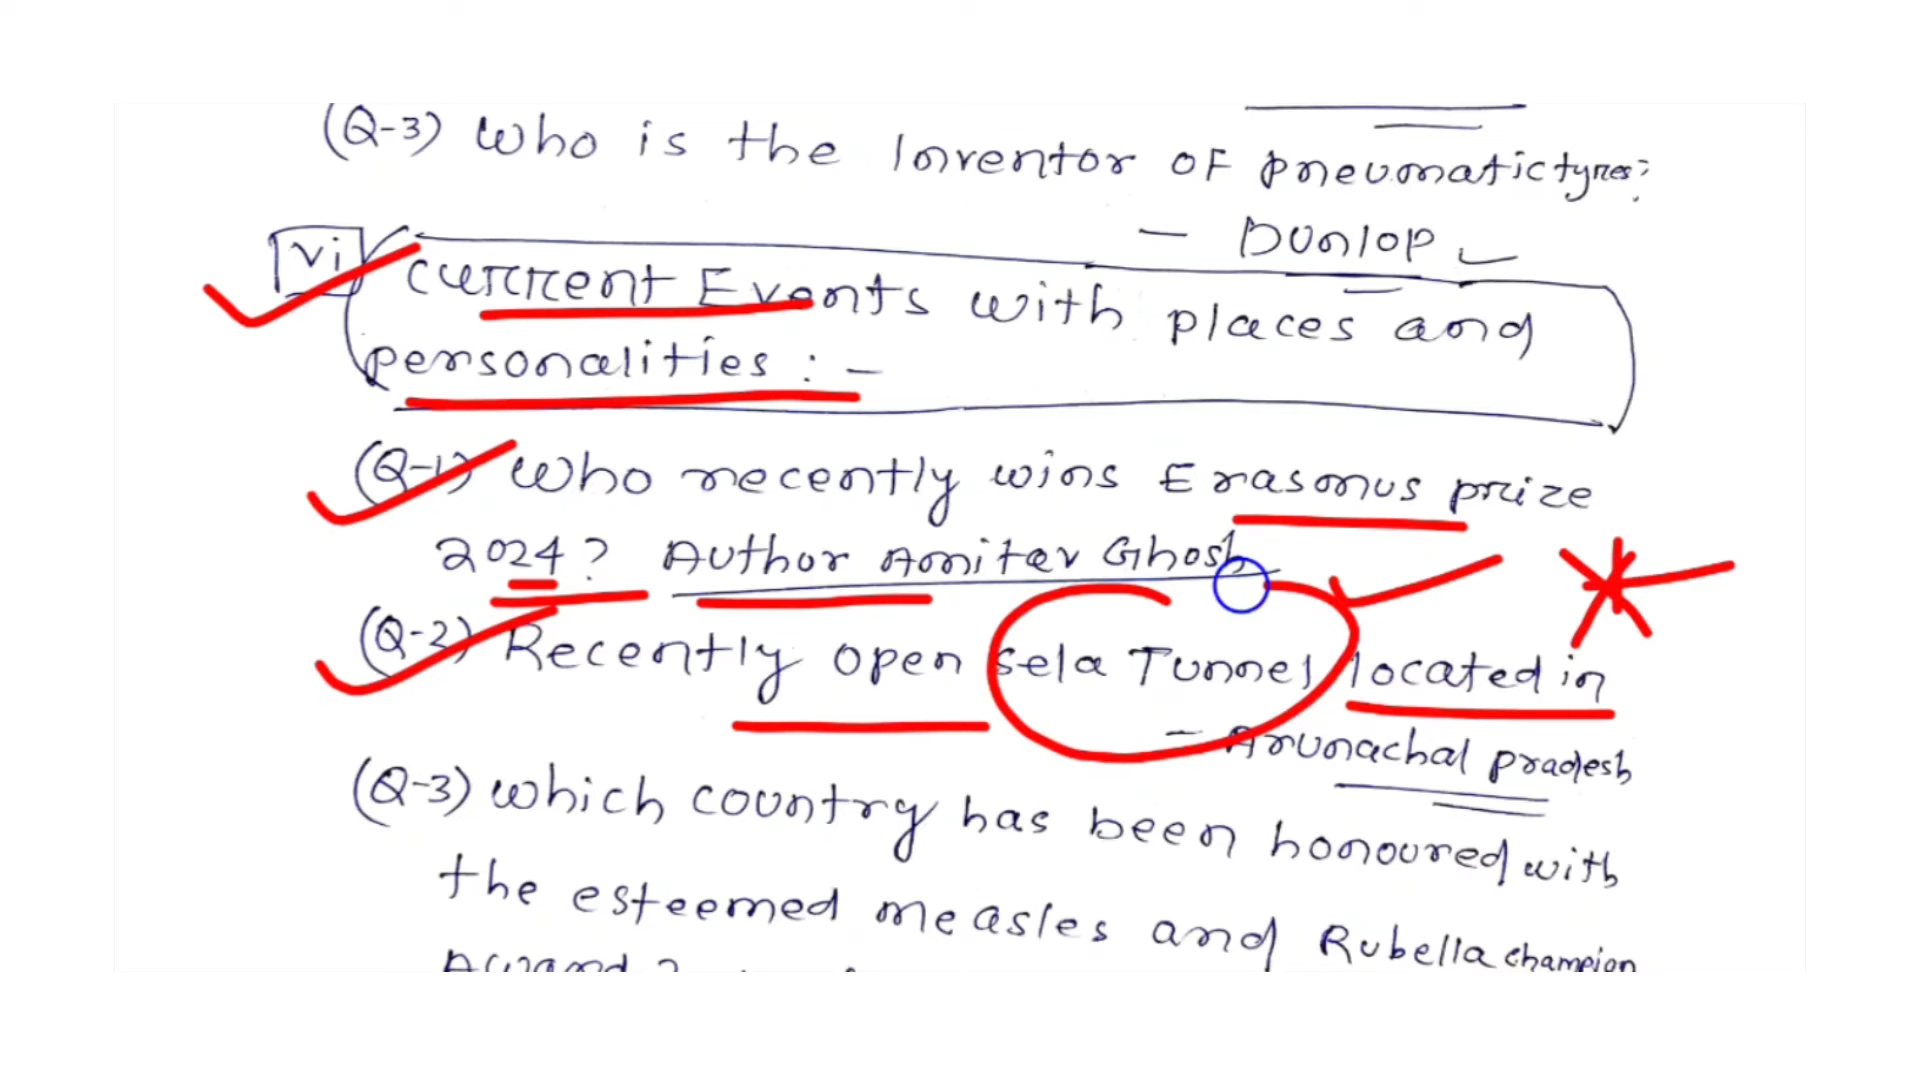 (Q-3) Who is the Inventor OF pneumatic tyres?
— Dunlop
vi Current Events with places and
personalities : —
(Q-1) Who recently wins Erasmus prize
2024? Author Amitav Ghosh
(Q-2) Recently open Sela Tunnel located in
— Arunachal pradesh
(Q-3) which country has been honoured with
the esteemed measles and Rubella champion